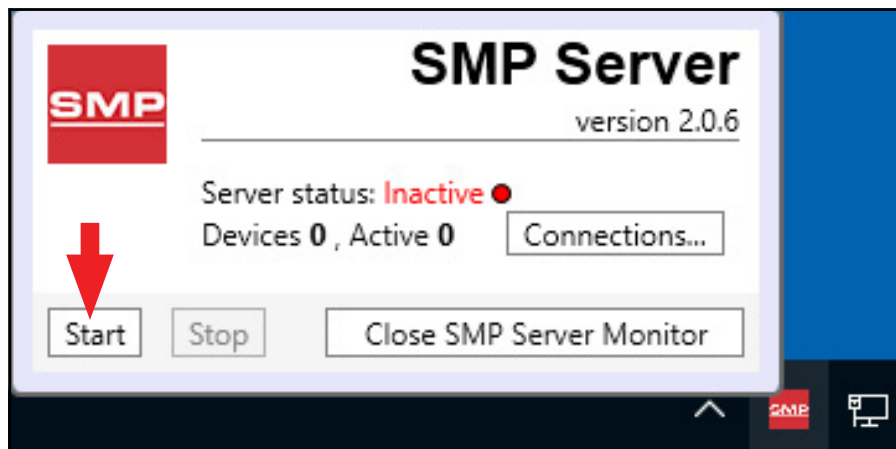 SMP
SMP Server
version 2.0.6
Server status: Inactive
Devices 0 , Active 0
Connections...
Start
Stop
Close SMP Server Monitor
SMP